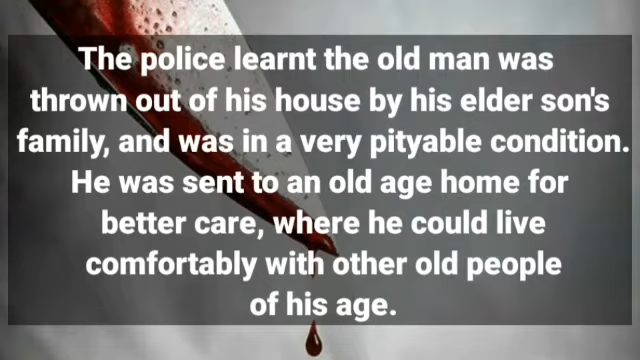 The police learnt the old man was
thrown out of his house by his elder son's
family, and was in a very pityable condition.
He was sent to an old age home for
better care, where he could live
comfortably with other old people
of his age.